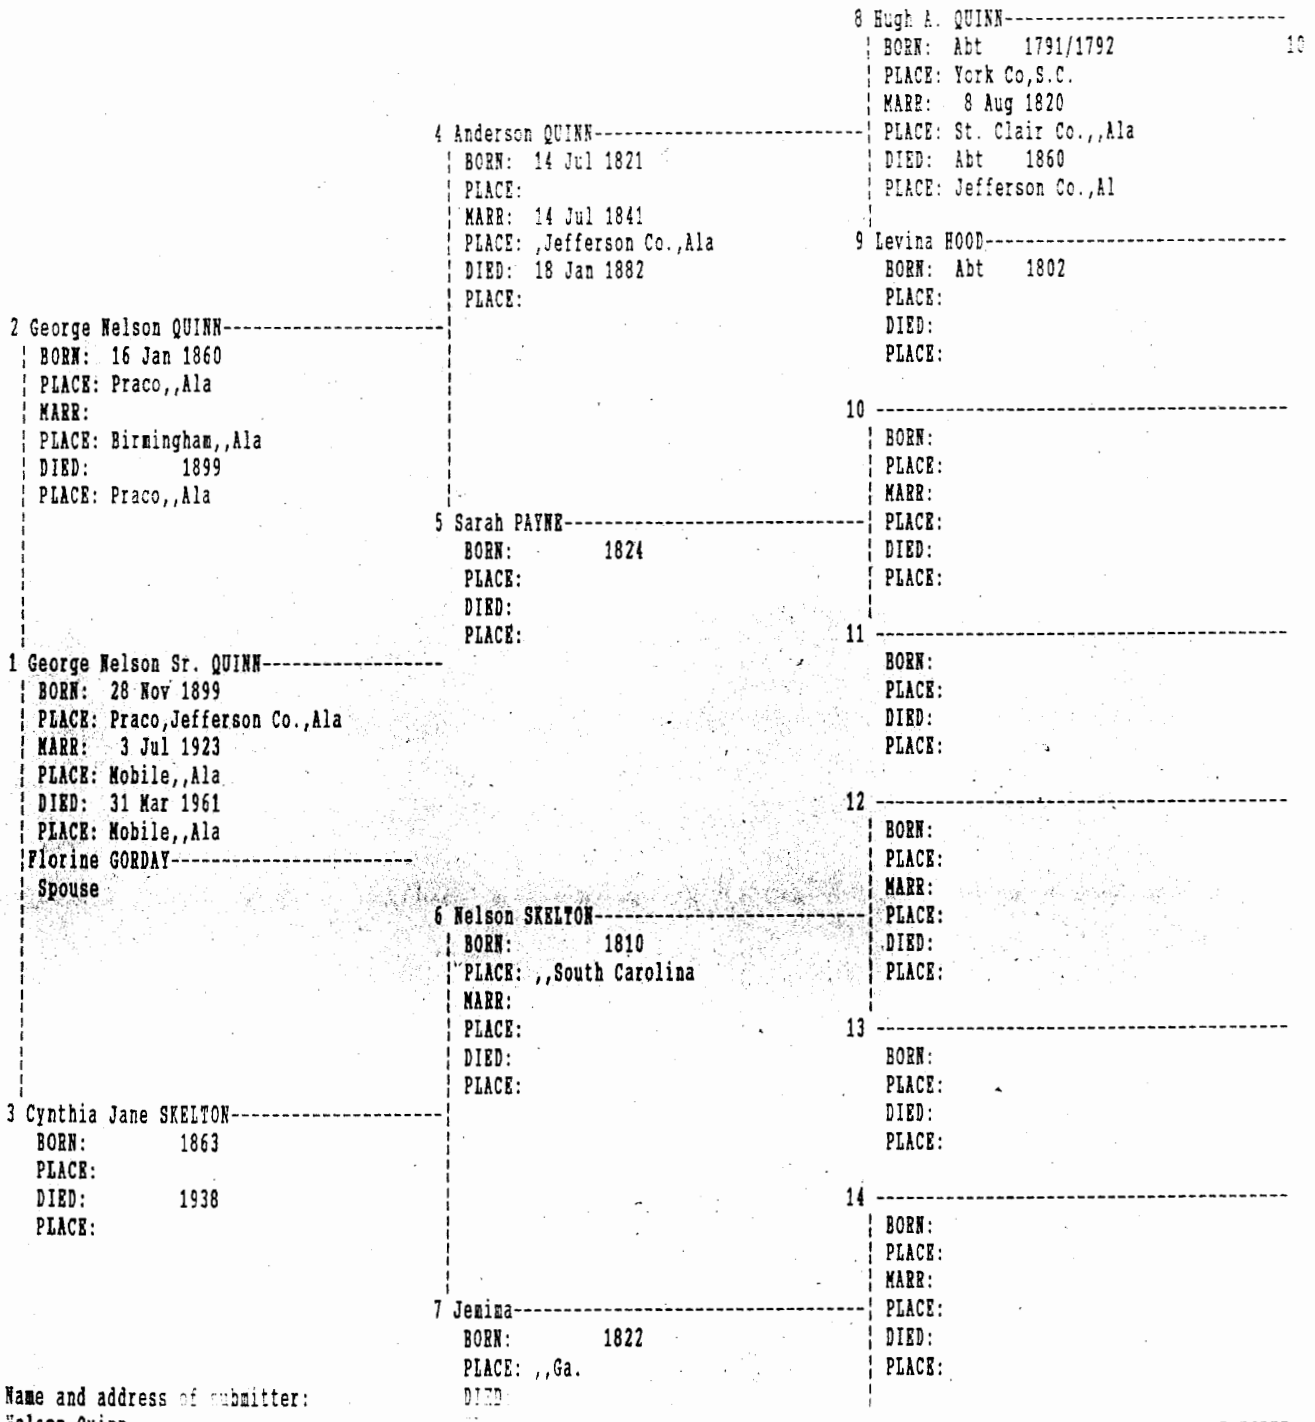 8 Hugh A. QUINN----------------------------
BORN: Abt 1791/1792
PLACE: York Co,S.C.
MARR: 8 Aug 1820
PLACE: St. Clair Co.,,Ala
DIED: Abt 1860
PLACE: Jefferson Co.,Al
4 Anderson QUINN---------------------------
BORN: 14 Jul 1821
PLACE:
MARR: 14 Jul 1841
PLACE: ,Jefferson Co.,Ala
DIED: 18 Jan 1882
PLACE:
9 Levina HOOD------------------------------
BORN: Abt 1802
PLACE:
DIED:
PLACE:
2 George Nelson QUINN----------------------
BORN: 16 Jan 1860
PLACE: Praco,,Ala
MARR:
PLACE: Birmingham,,Ala
DIED: 1899
PLACE: Praco,,Ala
10 -----------------------------------------
BORN:
PLACE:
MARR:
PLACE:
DIED:
PLACE:
5 Sarah PAYNE------------------------------
BORN: 1824
PLACE:
DIED:
PLACE:
11 -----------------------------------------
BORN:
PLACE:
DIED:
PLACE:
1 George Nelson Sr. QUINN------------------
BORN: 28 Nov 1899
PLACE: Praco,Jefferson Co.,Ala
MARR: 3 Jul 1923
PLACE: Mobile,,Ala
DIED: 31 Mar 1961
PLACE: Mobile,,Ala
Florine GORDAY------------------------
Spouse
12 -----------------------------------------
BORN:
PLACE:
MARR:
PLACE:
DIED:
PLACE:
6 Nelson SKELTON---------------------------
BORN: 1810
PLACE: ,,South Carolina
MARR:
PLACE:
DIED:
PLACE:
13 -----------------------------------------
BORN:
PLACE:
DIED:
PLACE:
3 Cynthia Jane SKELTON---------------------
BORN: 1863
PLACE:
DIED: 1938
PLACE:
14 -----------------------------------------
BORN:
PLACE:
MARR:
PLACE:
DIED:
PLACE:
7 Jemima-----------------------------------
BORN: 1822
PLACE: ,,Ga.
DIED:
Name and address of submitter:
Nelson Quinn